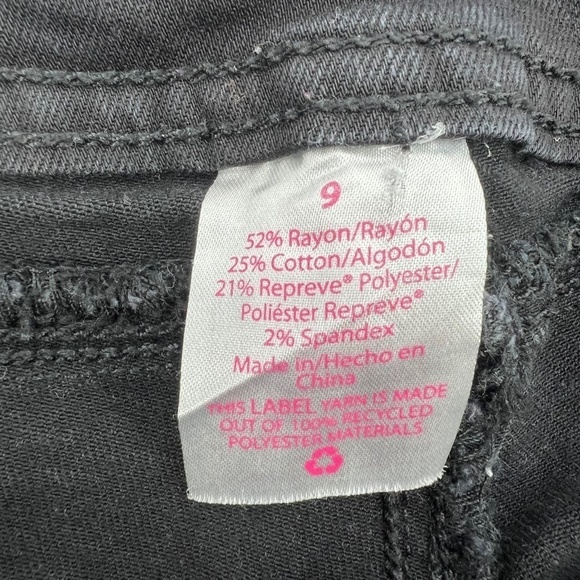 9
52% Rayon/Rayón
25% Cotton/Algodón
21% Repreve® Polyester/
Poliéster Repreve®
2% Spandex
Made in/Hecho en
China
THIS LABEL YARN IS MADE
OUT OF 100% RECYCLED
POLYESTER MATERIALS